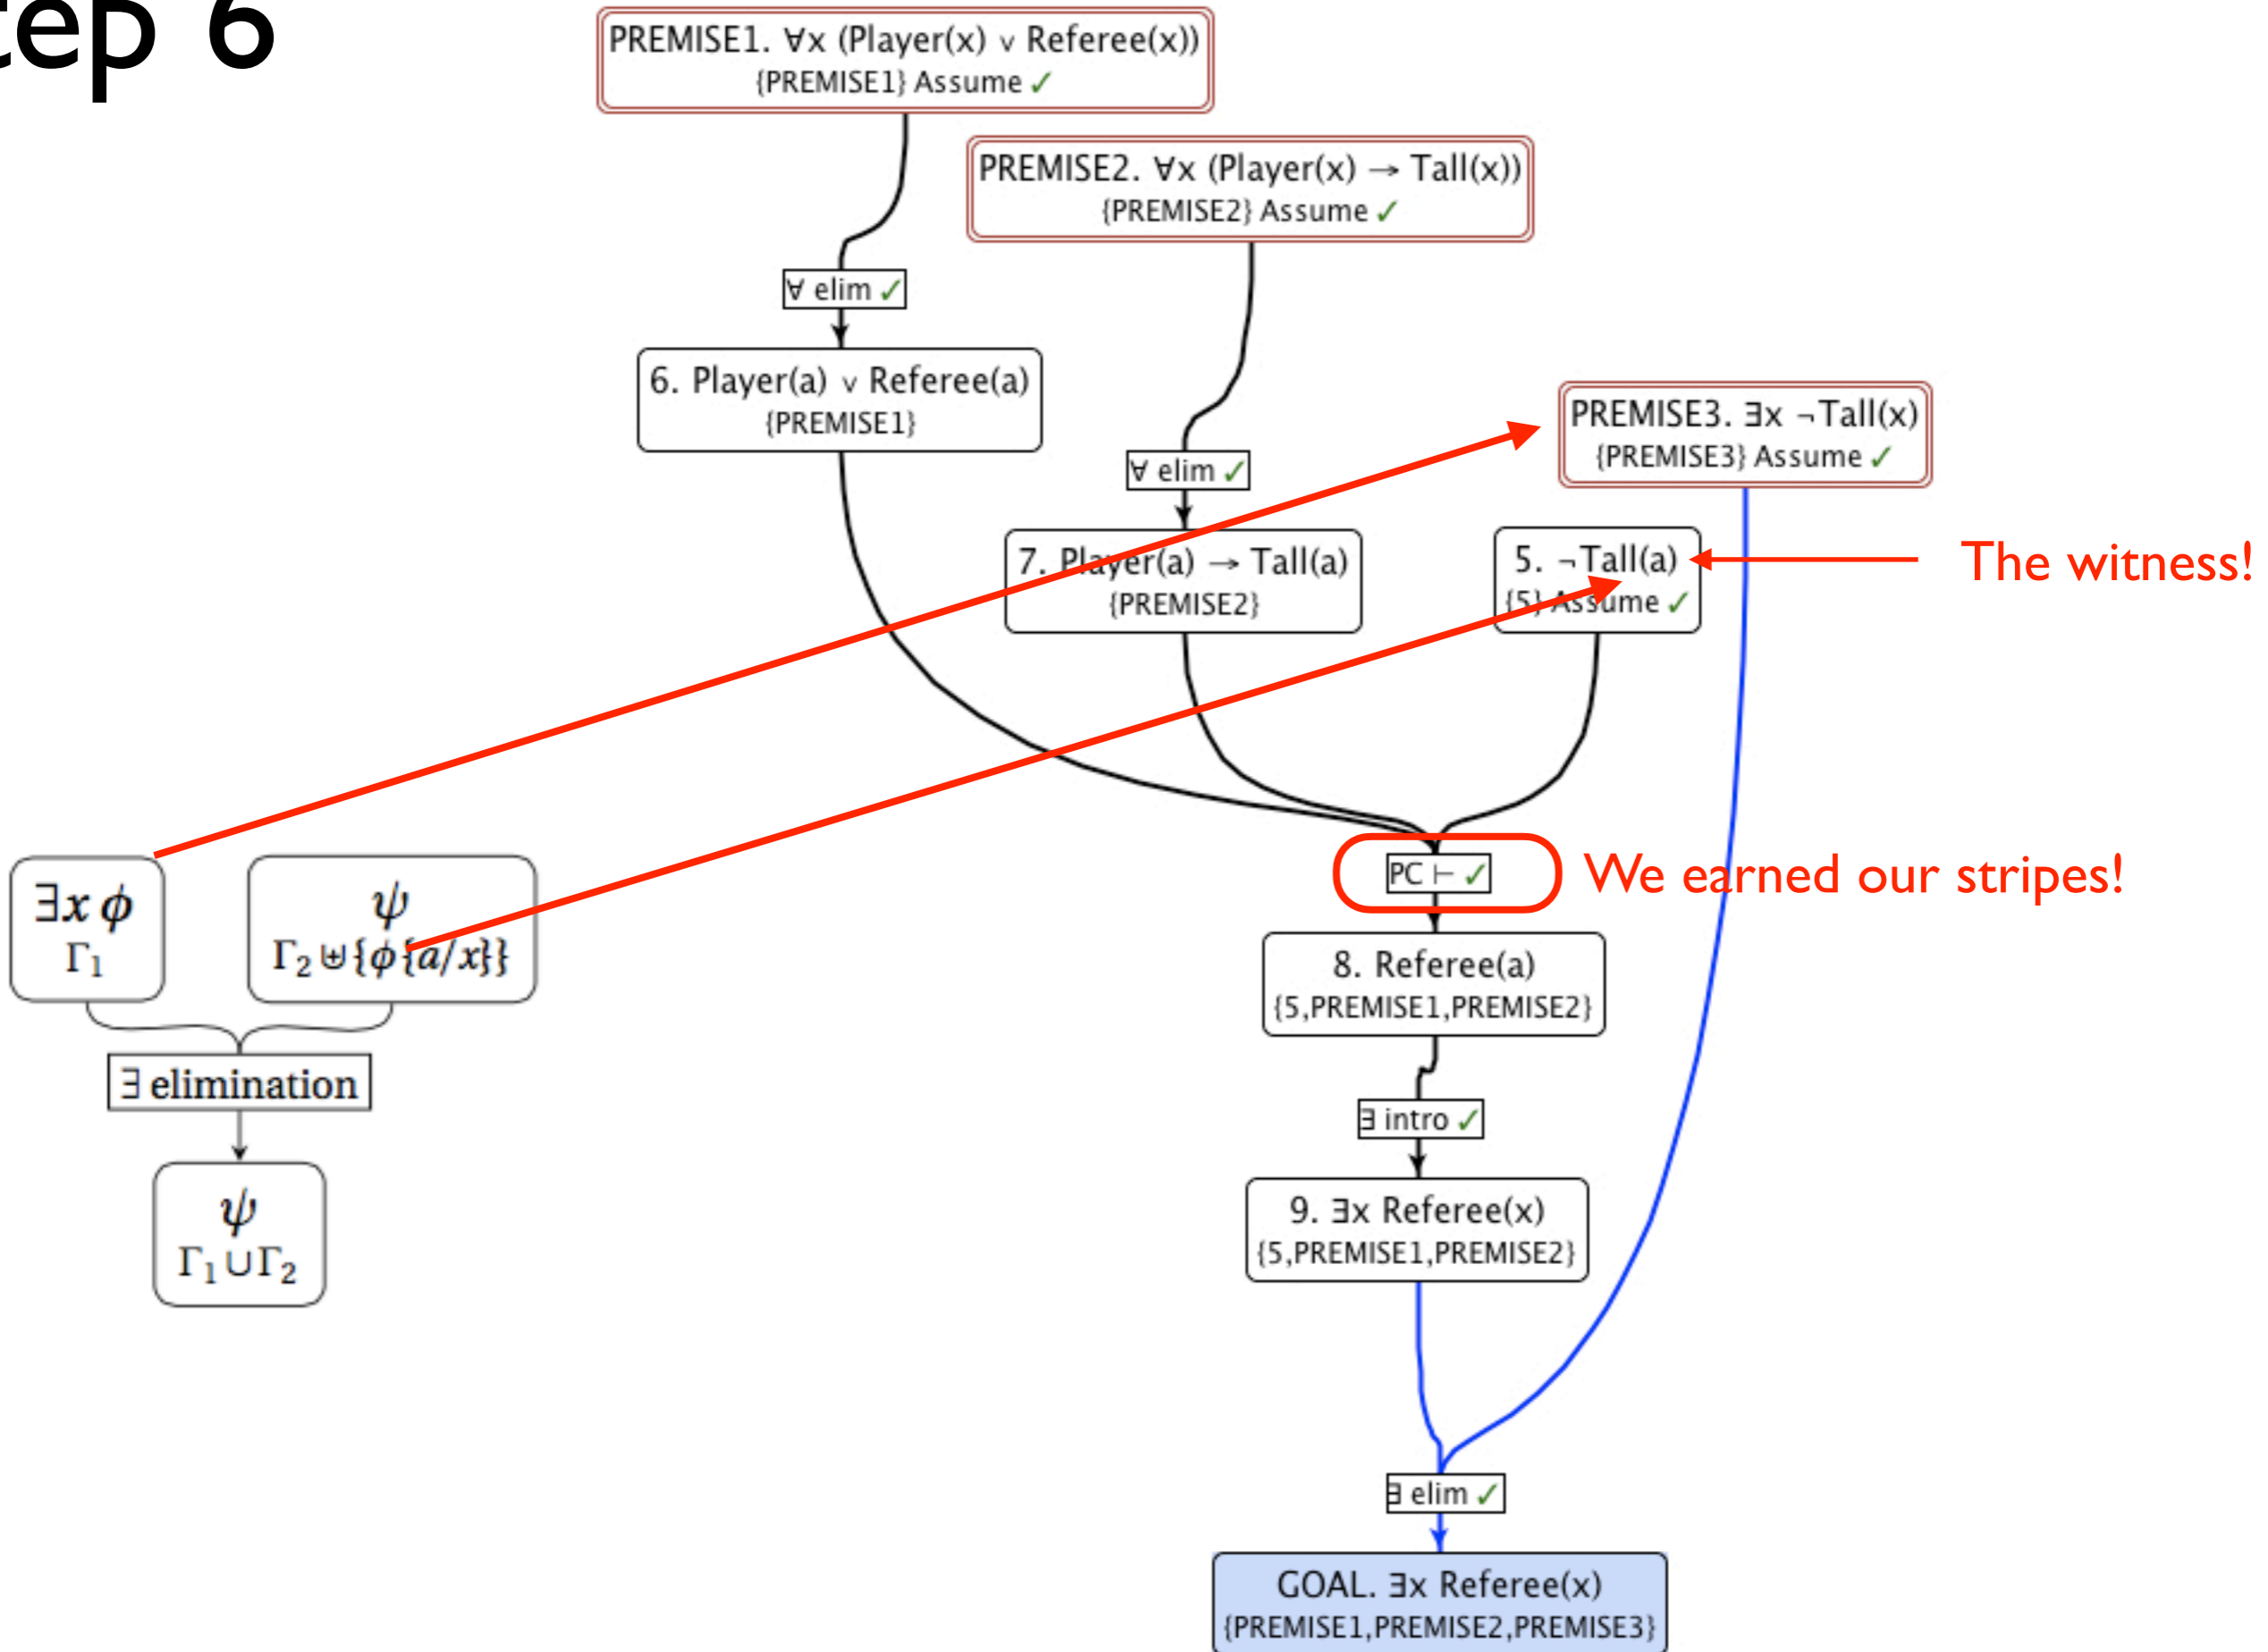 tep 6
PREMISE1. ∀x (Player(x) ∨ Referee(x))
{PREMISE1} Assume ✓
PREMISE2. ∀x (Player(x) → Tall(x))
{PREMISE2} Assume ✓
∀ elim ✓
6. Player(a) ∨ Referee(a)
{PREMISE1}
PREMISE3. ∃x ¬Tall(x)
{PREMISE3} Assume ✓
∀ elim ✓
7. Player(a) → Tall(a)
{PREMISE2}
5. ¬Tall(a)
{5} Assume ✓
The witness!
PC ⊢ ✓
We earned our stripes!
∃x ϕ
Γ1
ψ
Γ2 ⊎{ϕ{a/x}}
∃ elimination
ψ
Γ1 ∪Γ2
8. Referee(a)
{5,PREMISE1,PREMISE2}
∃ intro ✓
9. ∃x Referee(x)
{5,PREMISE1,PREMISE2}
∃ elim ✓
GOAL. ∃x Referee(x)
{PREMISE1,PREMISE2,PREMISE3}